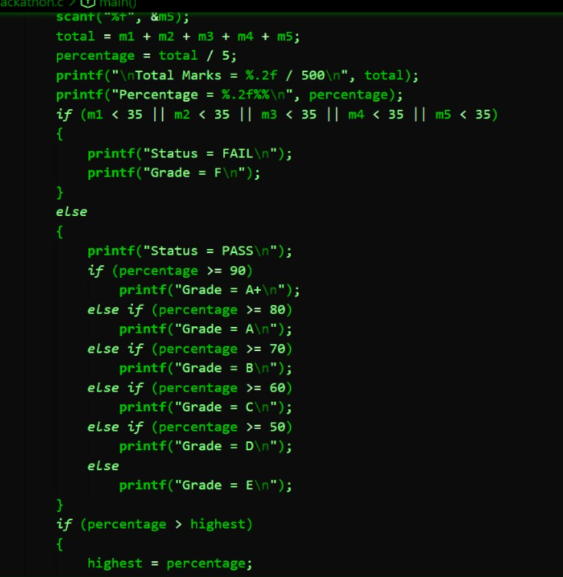 ackathon.c > main()
scanf("%f", &m5);
total = m1 + m2 + m3 + m4 + m5;
percentage = total / 5;
printf("\nTotal Marks = %.2f / 500\n", total);
printf("Percentage = %.2f%%\n", percentage);
if (m1 < 35 || m2 < 35 || m3 < 35 || m4 < 35 || m5 < 35)
{
printf("Status = FAIL\n");
printf("Grade = F\n");
}
else
{
printf("Status = PASS\n");
if (percentage >= 90)
printf("Grade = A+\n");
else if (percentage >= 80)
printf("Grade = A\n");
else if (percentage >= 70)
printf("Grade = B\n");
else if (percentage >= 60)
printf("Grade = C\n");
else if (percentage >= 50)
printf("Grade = D\n");
else
printf("Grade = E\n");
}
if (percentage > highest)
{
highest = percentage;